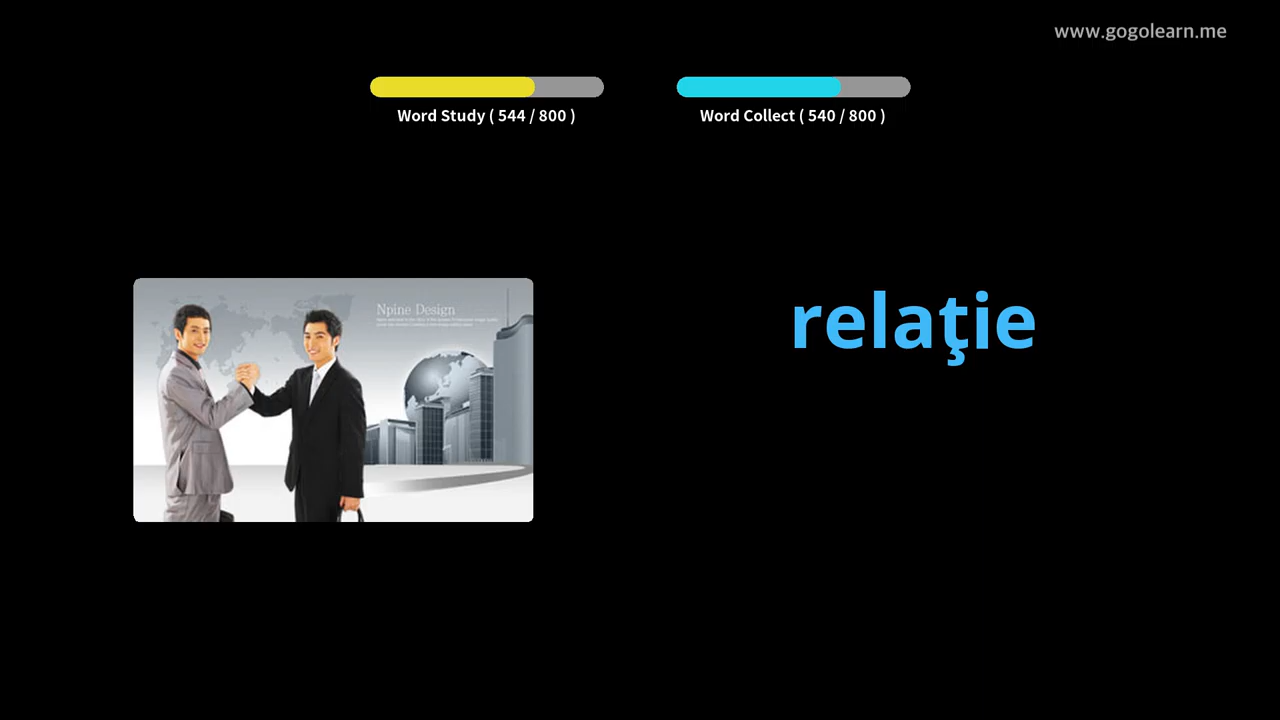 www.gogolearn.me
Word Study ( 544 / 800 )
Word Collect ( 540 / 800 )
Npine Design
relaţie